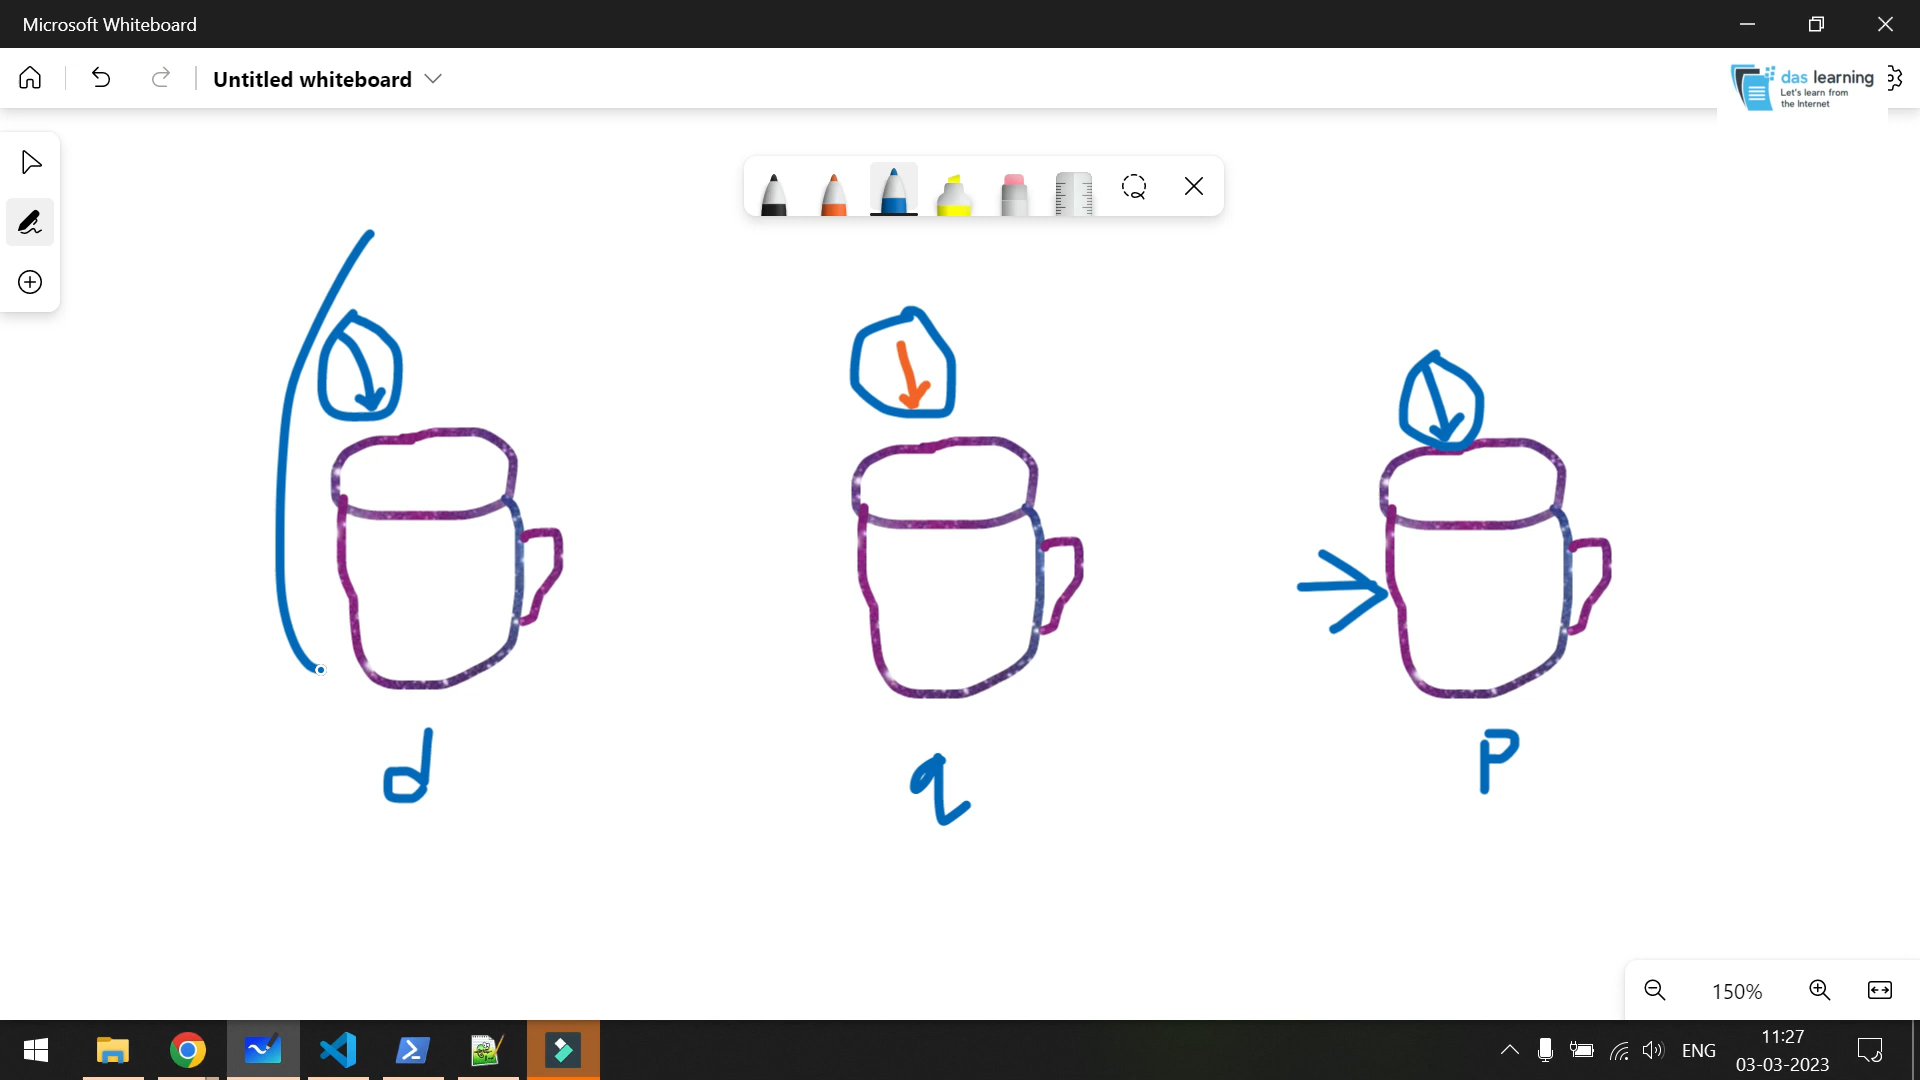 Microsoft Whiteboard
Untitled whiteboard
das learning
Let's learn from
the Internet
d
q
P
150%
ENG
11:27
03-03-2023